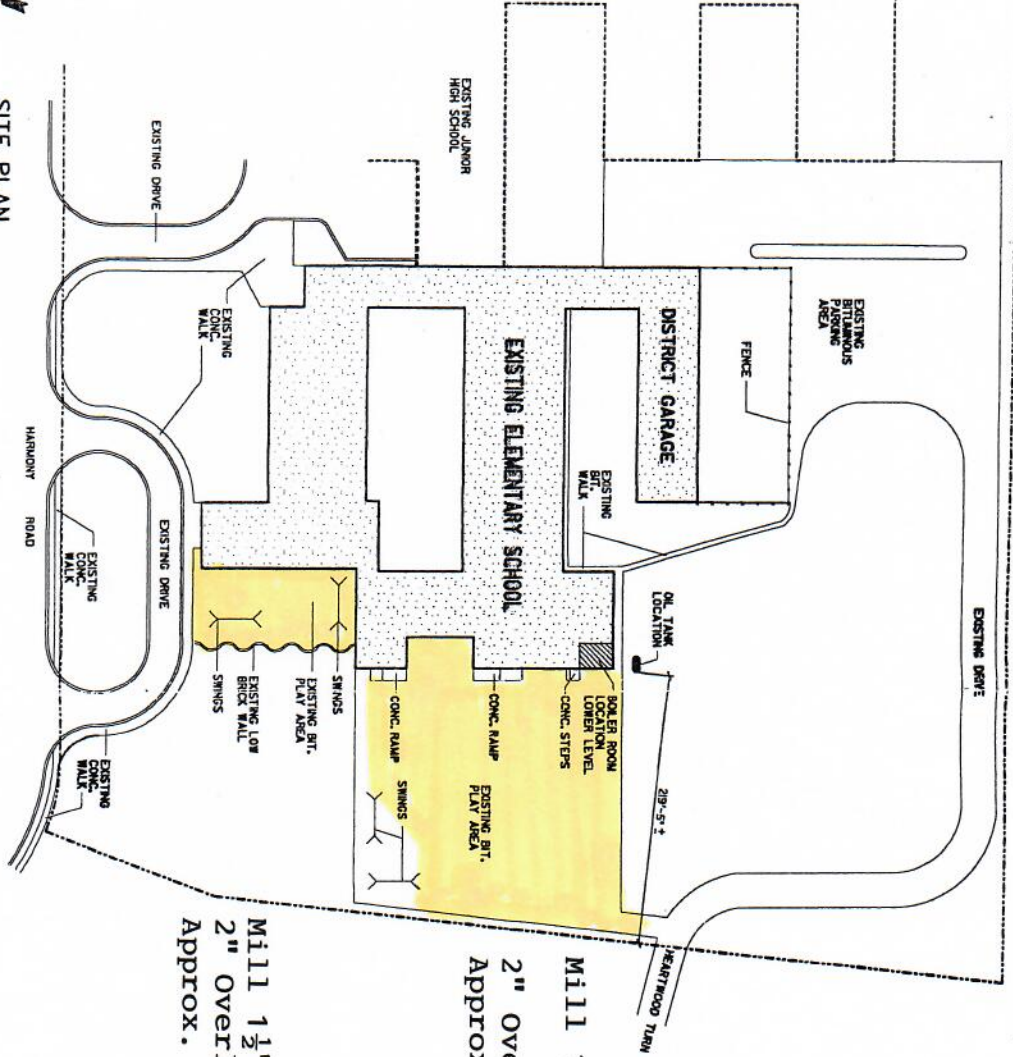 EXISTING DRIVE
HEARTWOOD TURN
219'-5" ±
EXISTING
BITUMINOUS
PARKING
AREA
FENCE
DISTRICT GARAGE
EXISTING
BIT.
WALK
OIL TANK
LOCATION
BOILER ROOM
LOCATION
LOWER LEVEL
CONC. STEPS
EXISTING JUNIOR
HIGH SCHOOL
EXISTING ELEMENTARY SCHOOL
CONC. RAMP
EXISTING BIT.
PLAY AREA
CONC. RAMP
SWINGS
Mill
2" Ove
Approx
SWINGS
EXISTING BIT.
PLAY AREA
EXISTING LOW
BRICK WALL
SWINGS
Mill 1½"
2" Over
Approx.
EXISTING DRIVE
EXISTING
CONC.
WALK
EXISTING DRIVE
EXISTING
CONC.
WALK
EXISTING
CONC.
WALK
HARMONY ROAD
SITE PLAN